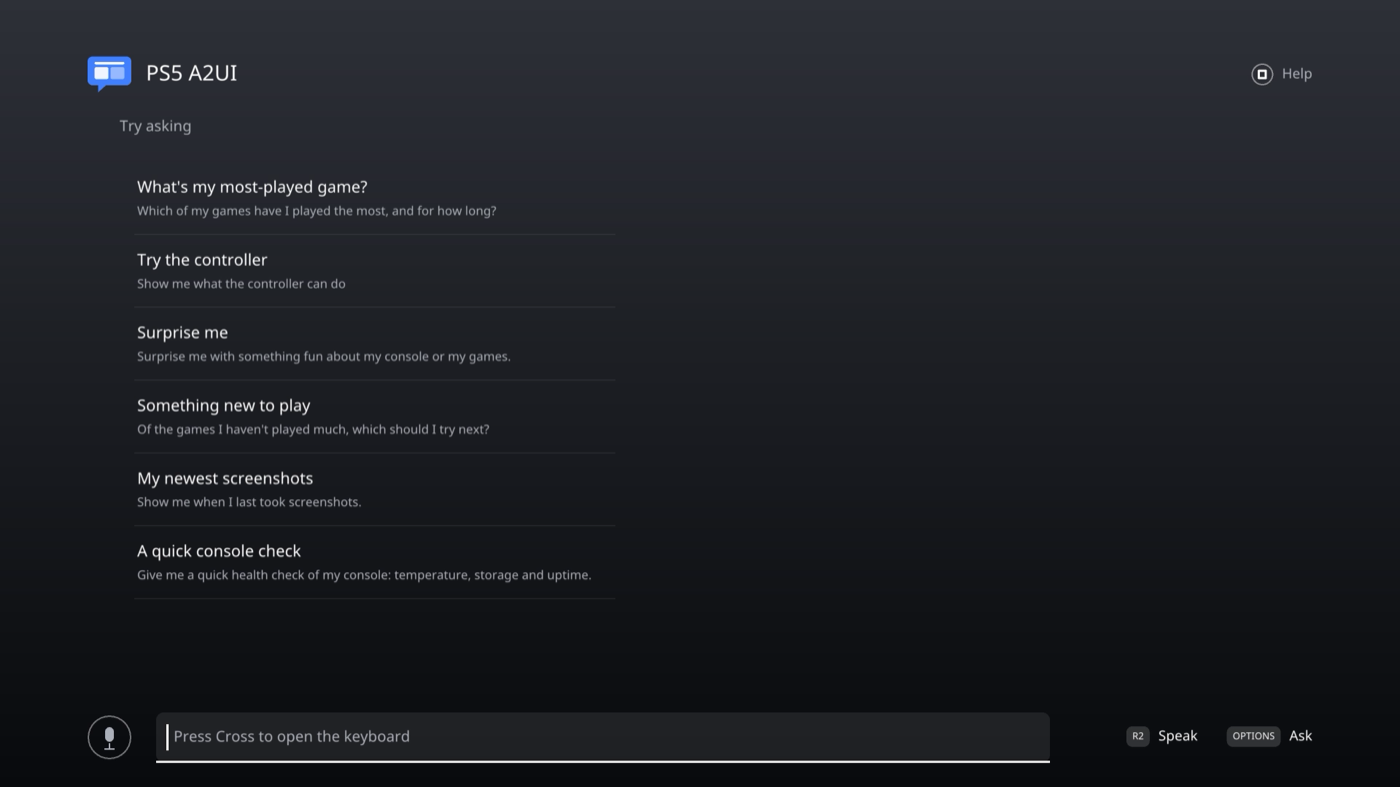 PS5 A2UI
Help
Try asking
What's my most-played game?
Which of my games have I played the most, and for how long?
Try the controller
Show me what the controller can do
Surprise me
Surprise me with something fun about my console or my games.
Something new to play
Of the games I haven't played much, which should I try next?
My newest screenshots
Show me when I last took screenshots.
A quick console check
Give me a quick health check of my console: temperature, storage and uptime.
Press Cross to open the keyboard
R2 Speak
OPTIONS Ask